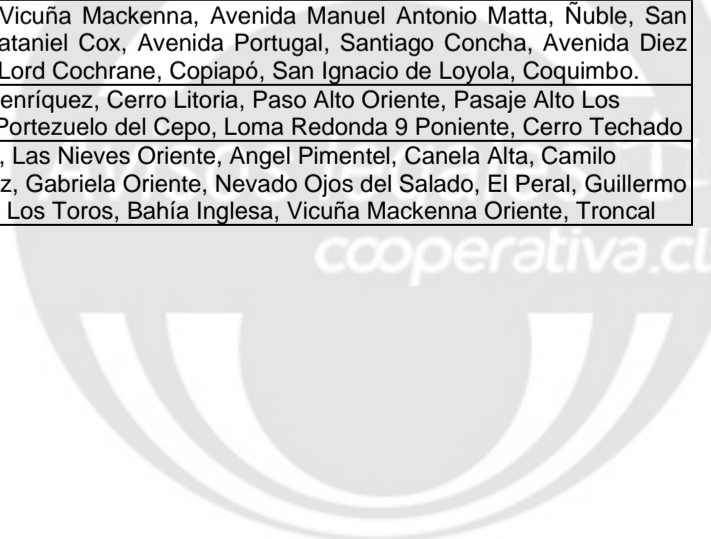 Vicuña Mackenna, Avenida Manuel Antonio Matta, Ñuble, San
ataniel Cox, Avenida Portugal, Santiago Concha, Avenida Diez
Lord Cochrane, Copiapó, San Ignacio de Loyola, Coquimbo.
enríquez, Cerro Litoria, Paso Alto Oriente, Pasaje Alto Los
Portezuelo del Cepo, Loma Redonda 9 Poniente, Cerro Techado
, Las Nieves Oriente, Angel Pimentel, Canela Alta, Camilo
z, Gabriela Oriente, Nevado Ojos del Salado, El Peral, Guillermo
Los Toros, Bahía Inglesa, Vicuña Mackenna Oriente, Troncal
cooperativa.cl